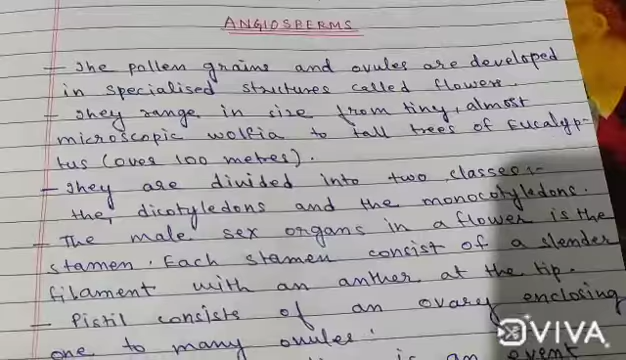 ANGIOSPERMS
- The pollen grains and ovules are developed
in specialised structures called flowers.
- They range in size from tiny, almost
microscopic wolfia to tall trees of Eucalyp-
tus (over 100 metres).
- They are divided into two classes :-
the, dicotyledons and the monocotyledons.
- The male sex organs in a flower is the
stamen. Each stamen consist of a slender
filament with an anther at the tip.
- Pistil consists of an ovary enclosing
one to many ovules.
is an event
VIVA